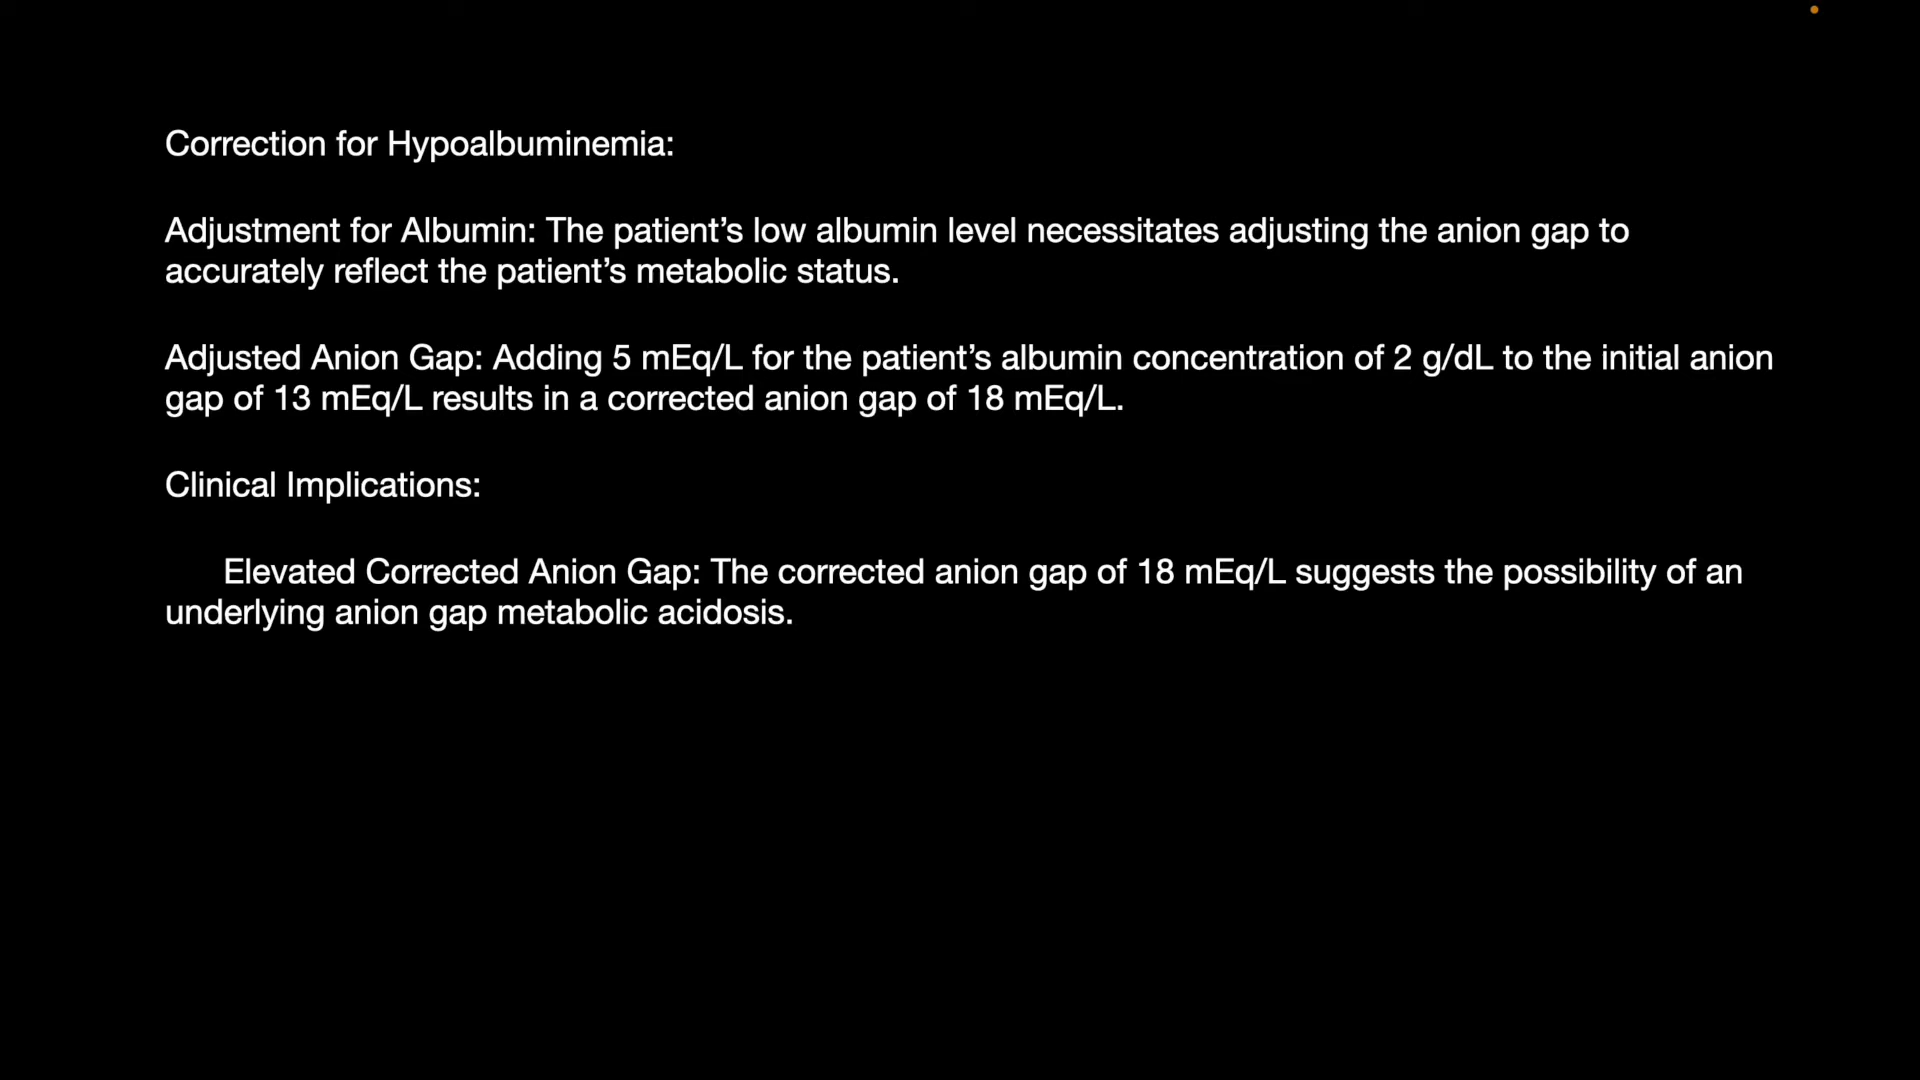 Correction for Hypoalbuminemia:
Adjustment for Albumin: The patient’s low albumin level necessitates adjusting the anion gap to
accurately reflect the patient’s metabolic status.
Adjusted Anion Gap: Adding 5 mEq/L for the patient’s albumin concentration of 2 g/dL to the initial anion
gap of 13 mEq/L results in a corrected anion gap of 18 mEq/L.
Clinical Implications:
Elevated Corrected Anion Gap: The corrected anion gap of 18 mEq/L suggests the possibility of an
underlying anion gap metabolic acidosis.